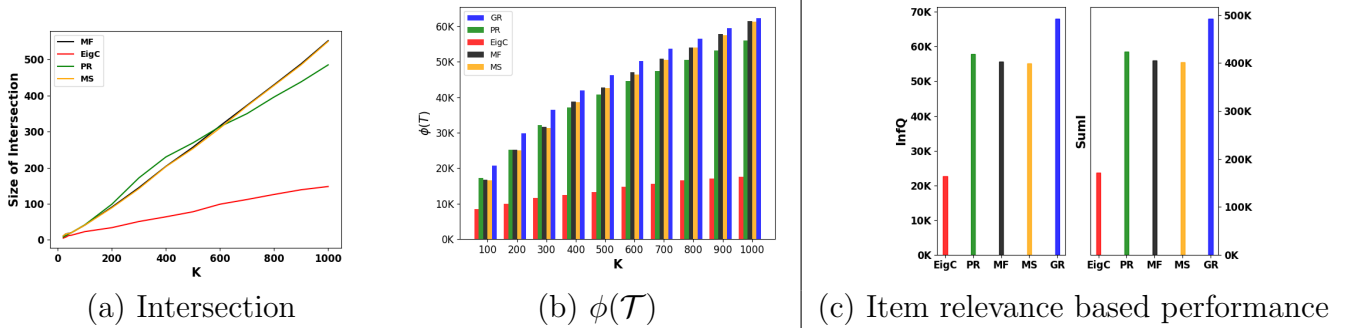 MF
EigC
PR
MS
Size of Intersection
500
400
300
200
100
0
0 200 400 600 800 1000
K
(a) Intersection
GR
PR
EigC
MF
MS
ϕ(T)
60K
50K
40K
30K
20K
10K
0K
100 200 300 400 500 600 700 800 900 1000
K
(b) ϕ(𝒯)
InfQ
70K
60K
50K
40K
30K
20K
10K
0K
EigC PR MF MS GR
SumI
500K
400K
300K
200K
100K
0K
EigC PR MF MS GR
(c) Item relevance based performance